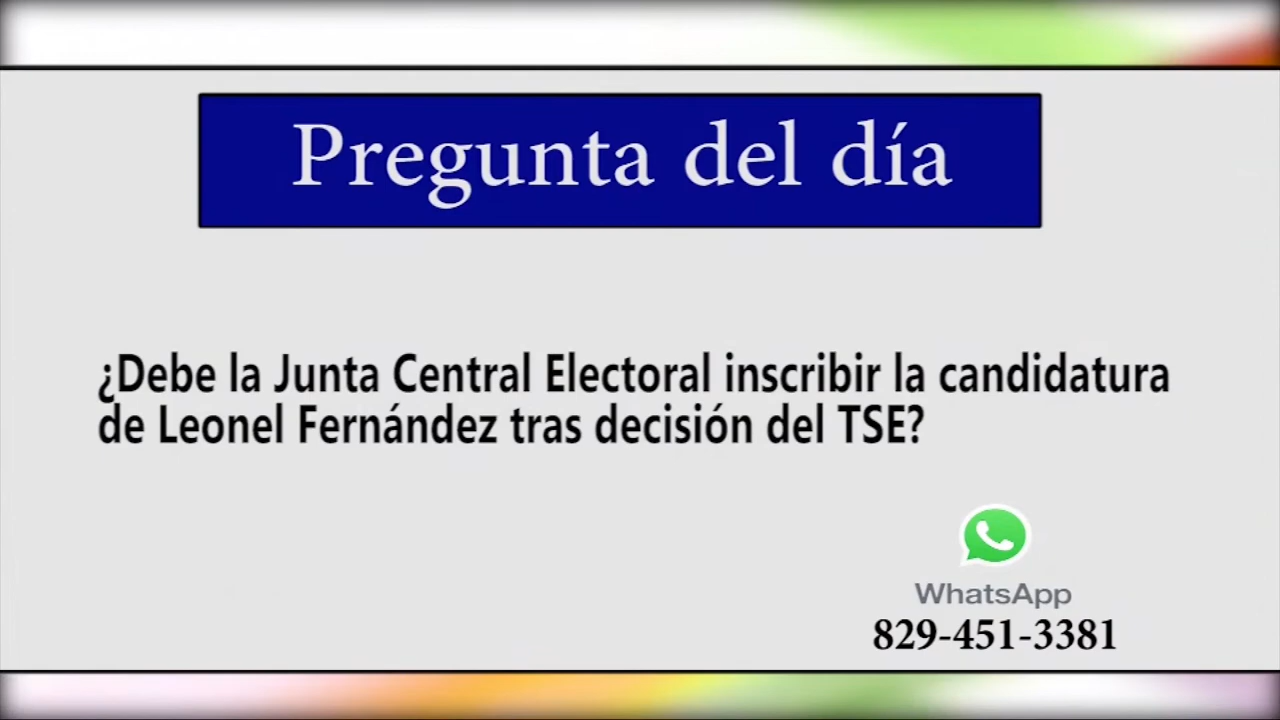 Pregunta del día
¿Debe la Junta Central Electoral inscribir la candidatura
de Leonel Fernández tras decisión del TSE?
WhatsApp
829-451-3381